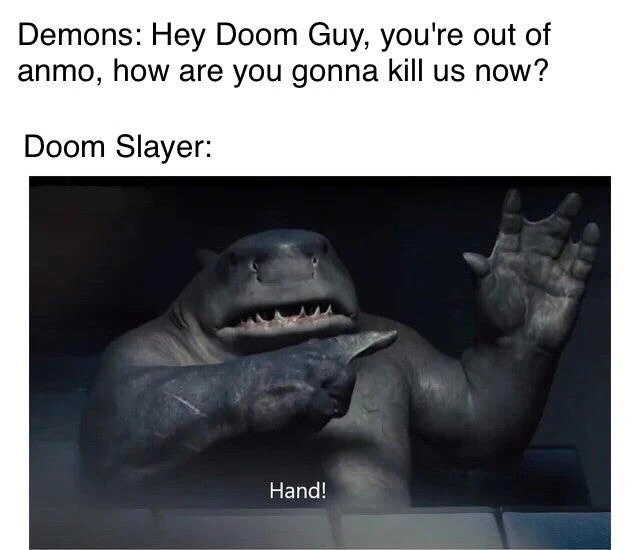 Demons: Hey Doom Guy, you're out of
anmo, how are you gonna kill us now?
Doom Slayer:
Hand!